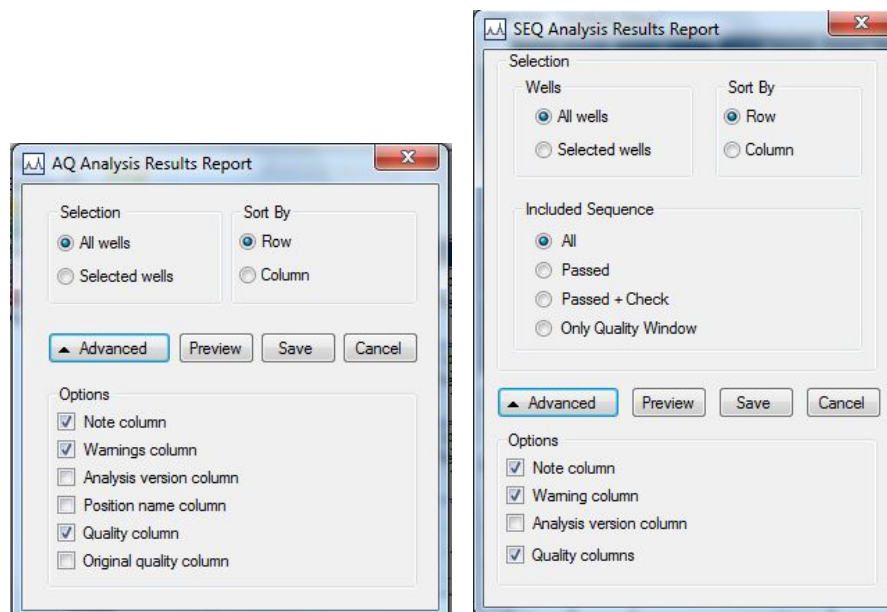 AQ Analysis Results Report
Selection
All wells
Selected wells
Sort By
Row
Column
Advanced
Preview
Save
Cancel
Options
Note column
Warnings column
Analysis version column
Position name column
Quality column
Original quality column
SEQ Analysis Results Report
Selection
Wells
All wells
Selected wells
Sort By
Row
Column
Included Sequence
All
Passed
Passed + Check
Only Quality Window
Advanced
Preview
Save
Cancel
Options
Note column
Warning column
Analysis version column
Quality columns